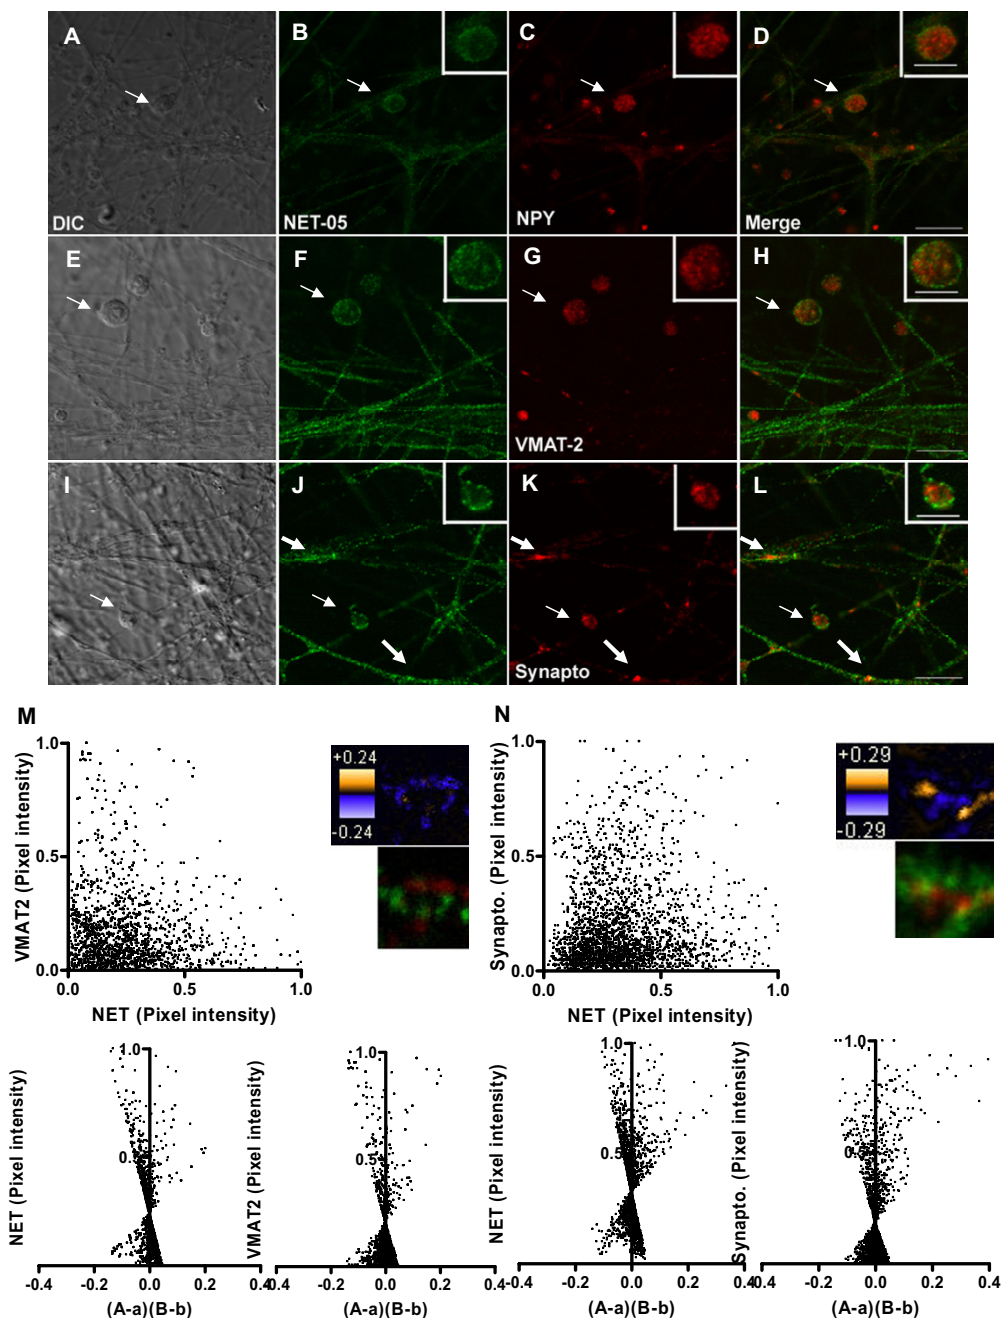 A
B
C
D
DIC
NET-05
NPY
Merge
E
F
G
H
VMAT-2
I
J
K
L
Synapto
M
N
VMAT2 (Pixel intensity)
1.0
0.5
0.0
0.0
0.5
1.0
NET (Pixel intensity)
+0.24
-0.24
Synapto. (Pixel intensity)
1.0
0.5
0.0
0.0
0.5
1.0
NET (Pixel intensity)
+0.29
-0.29
NET (Pixel intensity)
1.0
0.5
-0.4
-0.2
0.0
0.2
0.4
(A-a)(B-b)
VMAT2 (Pixel intensity)
1.0
0.5
-0.2
0.0
0.2
0.4
(A-a)(B-b)
NET (Pixel intensity)
1.0
0.5
-0.4
-0.2
0.0
0.2
0.4
(A-a)(B-b)
Synapto. (Pixel intensity)
1.0
0.5
-0.2
0.0
0.2
0.4
(A-a)(B-b)